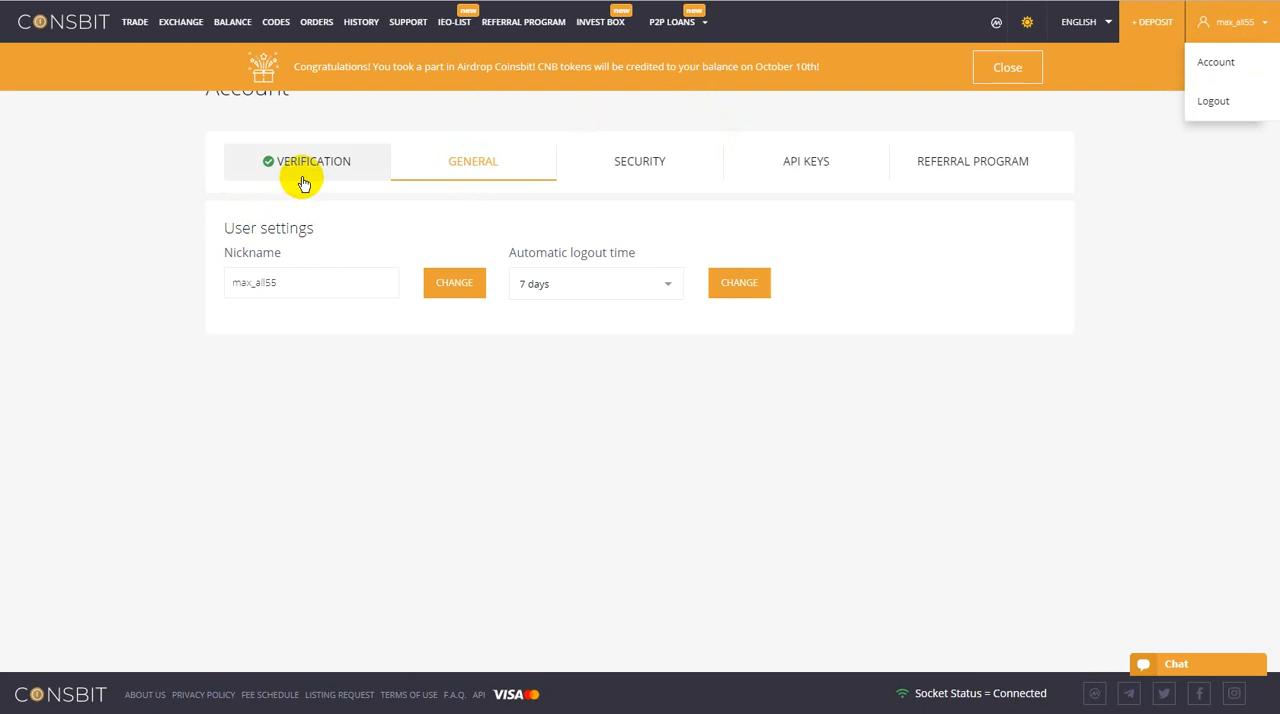 CONSBIT TRADE EXCHANGE BALANCE CODES ORDERS HISTORY SUPPORT IEO-LIST new REFERRAL PROGRAM INVEST BOX new P2P LOANS new ENGLISH + DEPOSIT max_all55
Congratulations! You took a part in Airdrop Coinsbit! CNB tokens will be credited to your balance on October 10th! Close
Account
Logout
Account
VERIFICATION GENERAL SECURITY API KEYS REFERRAL PROGRAM
User settings
Nickname Automatic logout time
max_all55 CHANGE 7 days CHANGE
Chat
CONSBIT ABOUT US PRIVACY POLICY FEE SCHEDULE LISTING REQUEST TERMS OF USE F.A.Q. API VISA Socket Status = Connected